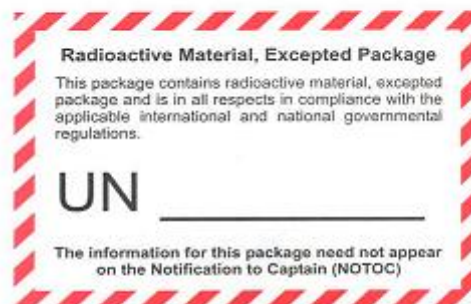 Radioactive Material, Excepted Package
This package contains radioactive material, excepted
package and is in all respects in compliance with the
applicable international and national governmental
regulations.
UN
The information for this package need not appear
on the Notification to Captain (NOTOC)